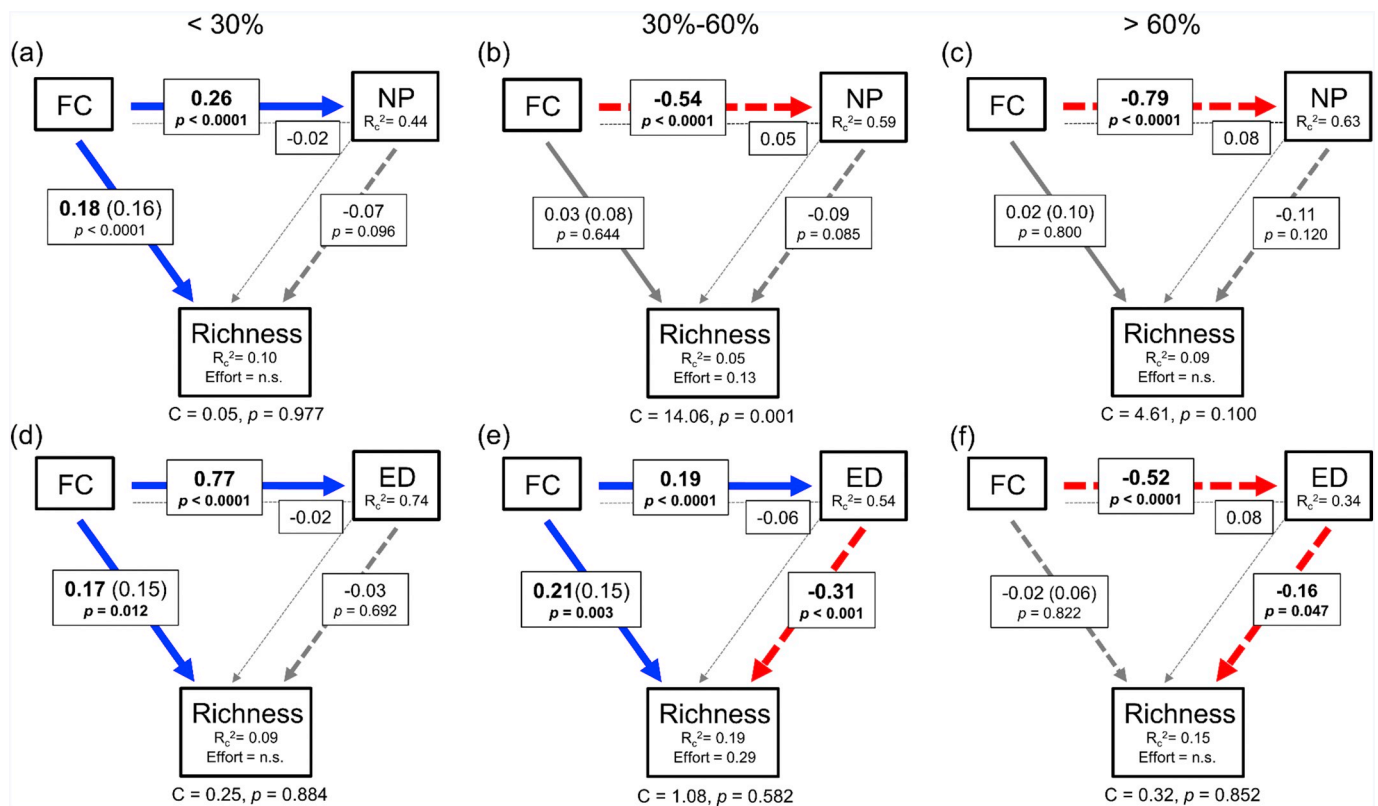 < 30%
30%-60%
> 60%
(a)
FC
0.26
p < 0.0001
NP
Rc²= 0.44
-0.02
0.18 (0.16)
p < 0.0001
-0.07
p = 0.096
Richness
Rc²= 0.10
Effort = n.s.
C = 0.05, p = 0.977
(b)
FC
-0.54
p < 0.0001
NP
Rc²= 0.59
0.05
0.03 (0.08)
p = 0.644
-0.09
p = 0.085
Richness
Rc²= 0.05
Effort = 0.13
C = 14.06, p = 0.001
(c)
FC
-0.79
p < 0.0001
NP
Rc²= 0.63
0.08
0.02 (0.10)
p = 0.800
-0.11
p = 0.120
Richness
Rc²= 0.09
Effort = n.s.
C = 4.61, p = 0.100
(d)
FC
0.77
p < 0.0001
ED
Rc²= 0.74
-0.02
0.17 (0.15)
p = 0.012
-0.03
p = 0.692
Richness
Rc²= 0.09
Effort = n.s.
C = 0.25, p = 0.884
(e)
FC
0.19
p < 0.0001
ED
Rc²= 0.54
-0.06
0.21(0.15)
p = 0.003
-0.31
p < 0.001
Richness
Rc²= 0.19
Effort = 0.29
C = 1.08, p = 0.582
(f)
FC
-0.52
p < 0.0001
ED
Rc²= 0.34
0.08
-0.02 (0.06)
p = 0.822
-0.16
p = 0.047
Richness
Rc²= 0.15
Effort = n.s.
C = 0.32, p = 0.852